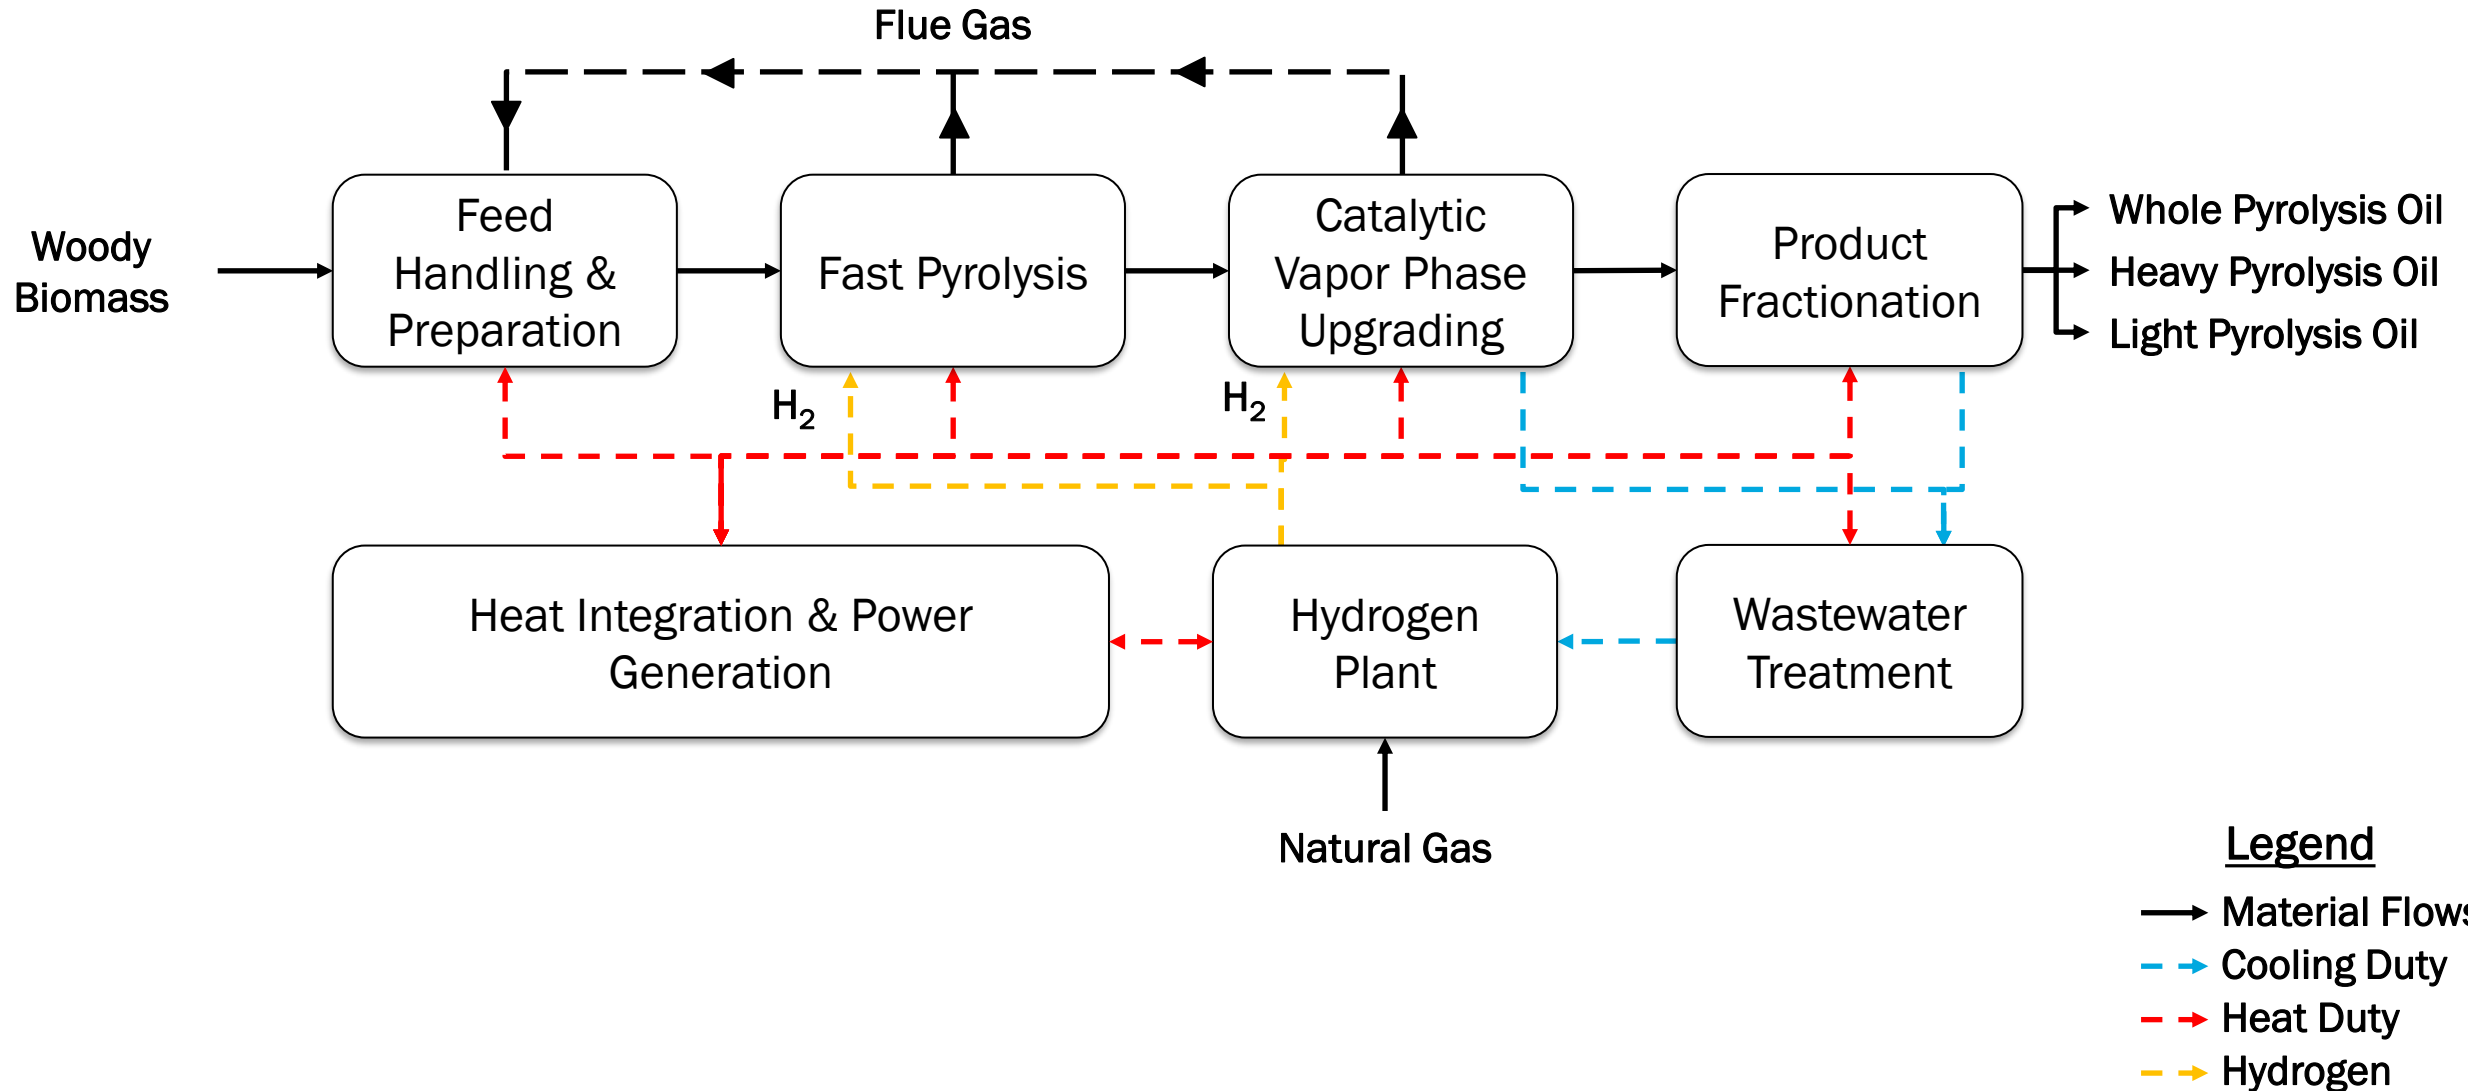 Flue Gas
Woody
Biomass
Feed
Handling &
Preparation
Fast Pyrolysis
Catalytic
Vapor Phase
Upgrading
Product
Fractionation
Whole Pyrolysis Oil
Heavy Pyrolysis Oil
Light Pyrolysis Oil
H2
H2
Heat Integration & Power
Generation
Hydrogen
Plant
Wastewater
Treatment
Natural Gas
Legend
Material Flows
Cooling Duty
Heat Duty
Hydrogen